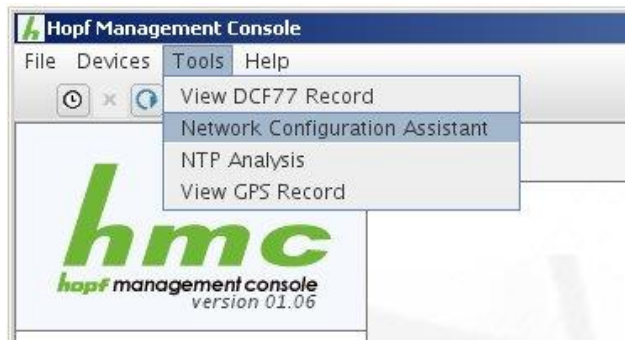 Hopf Management Console
File Devices Tools Help
View DCF77 Record
Network Configuration Assistant
NTP Analysis
View GPS Record
hmc
hopf management console
version 01.06